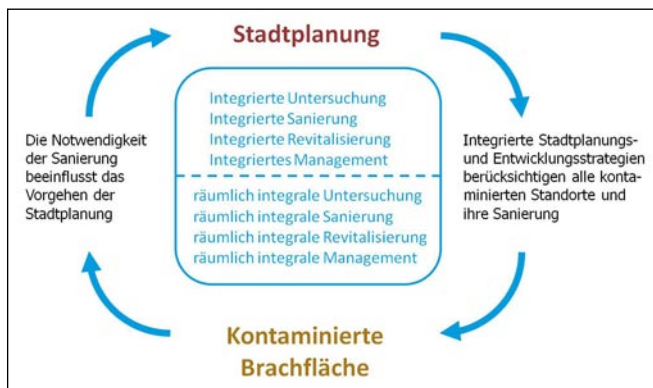 Stadtplanung
Die Notwendigkeit
der Sanierung
beeinflusst das
Vorgehen der
Stadtplanung
Integrierte Untersuchung
Integrierte Sanierung
Integrierte Revitalisierung
Integriertes Management
räumlich integrale Untersuchung
räumlich integrale Sanierung
räumlich integrale Revitalisierung
räumlich integrale Management
Integrierte Stadtplanungs-
und Entwicklungsstrategien
berücksichtigen alle konta-
minierten Standorte und
ihre Sanierung
Kontaminierte
Brachfläche